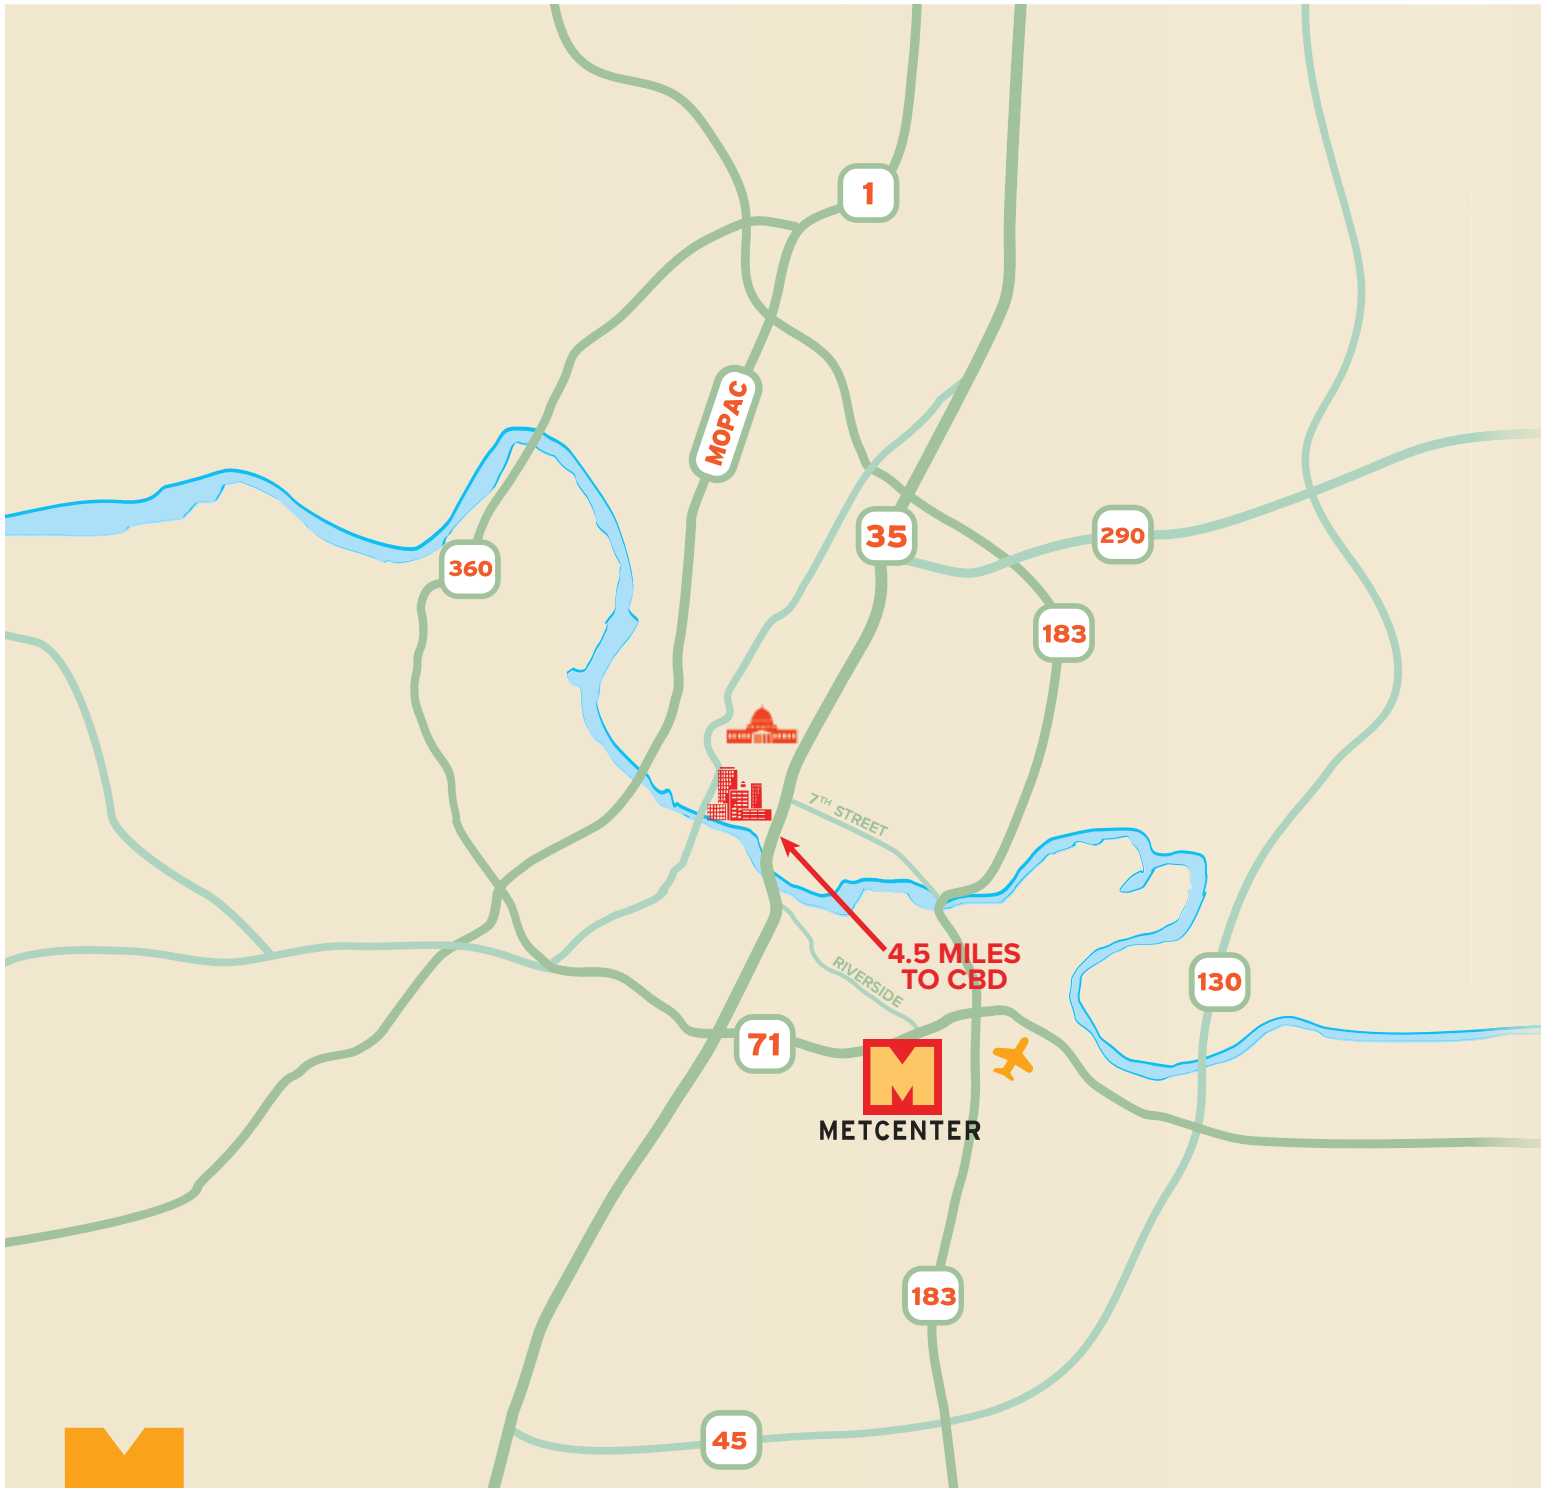 1
MOPAC
35
290
360
183
7TH STREET
4.5 MILES
TO CBD
RIVERSIDE
130
71
M
METCENTER
183
45